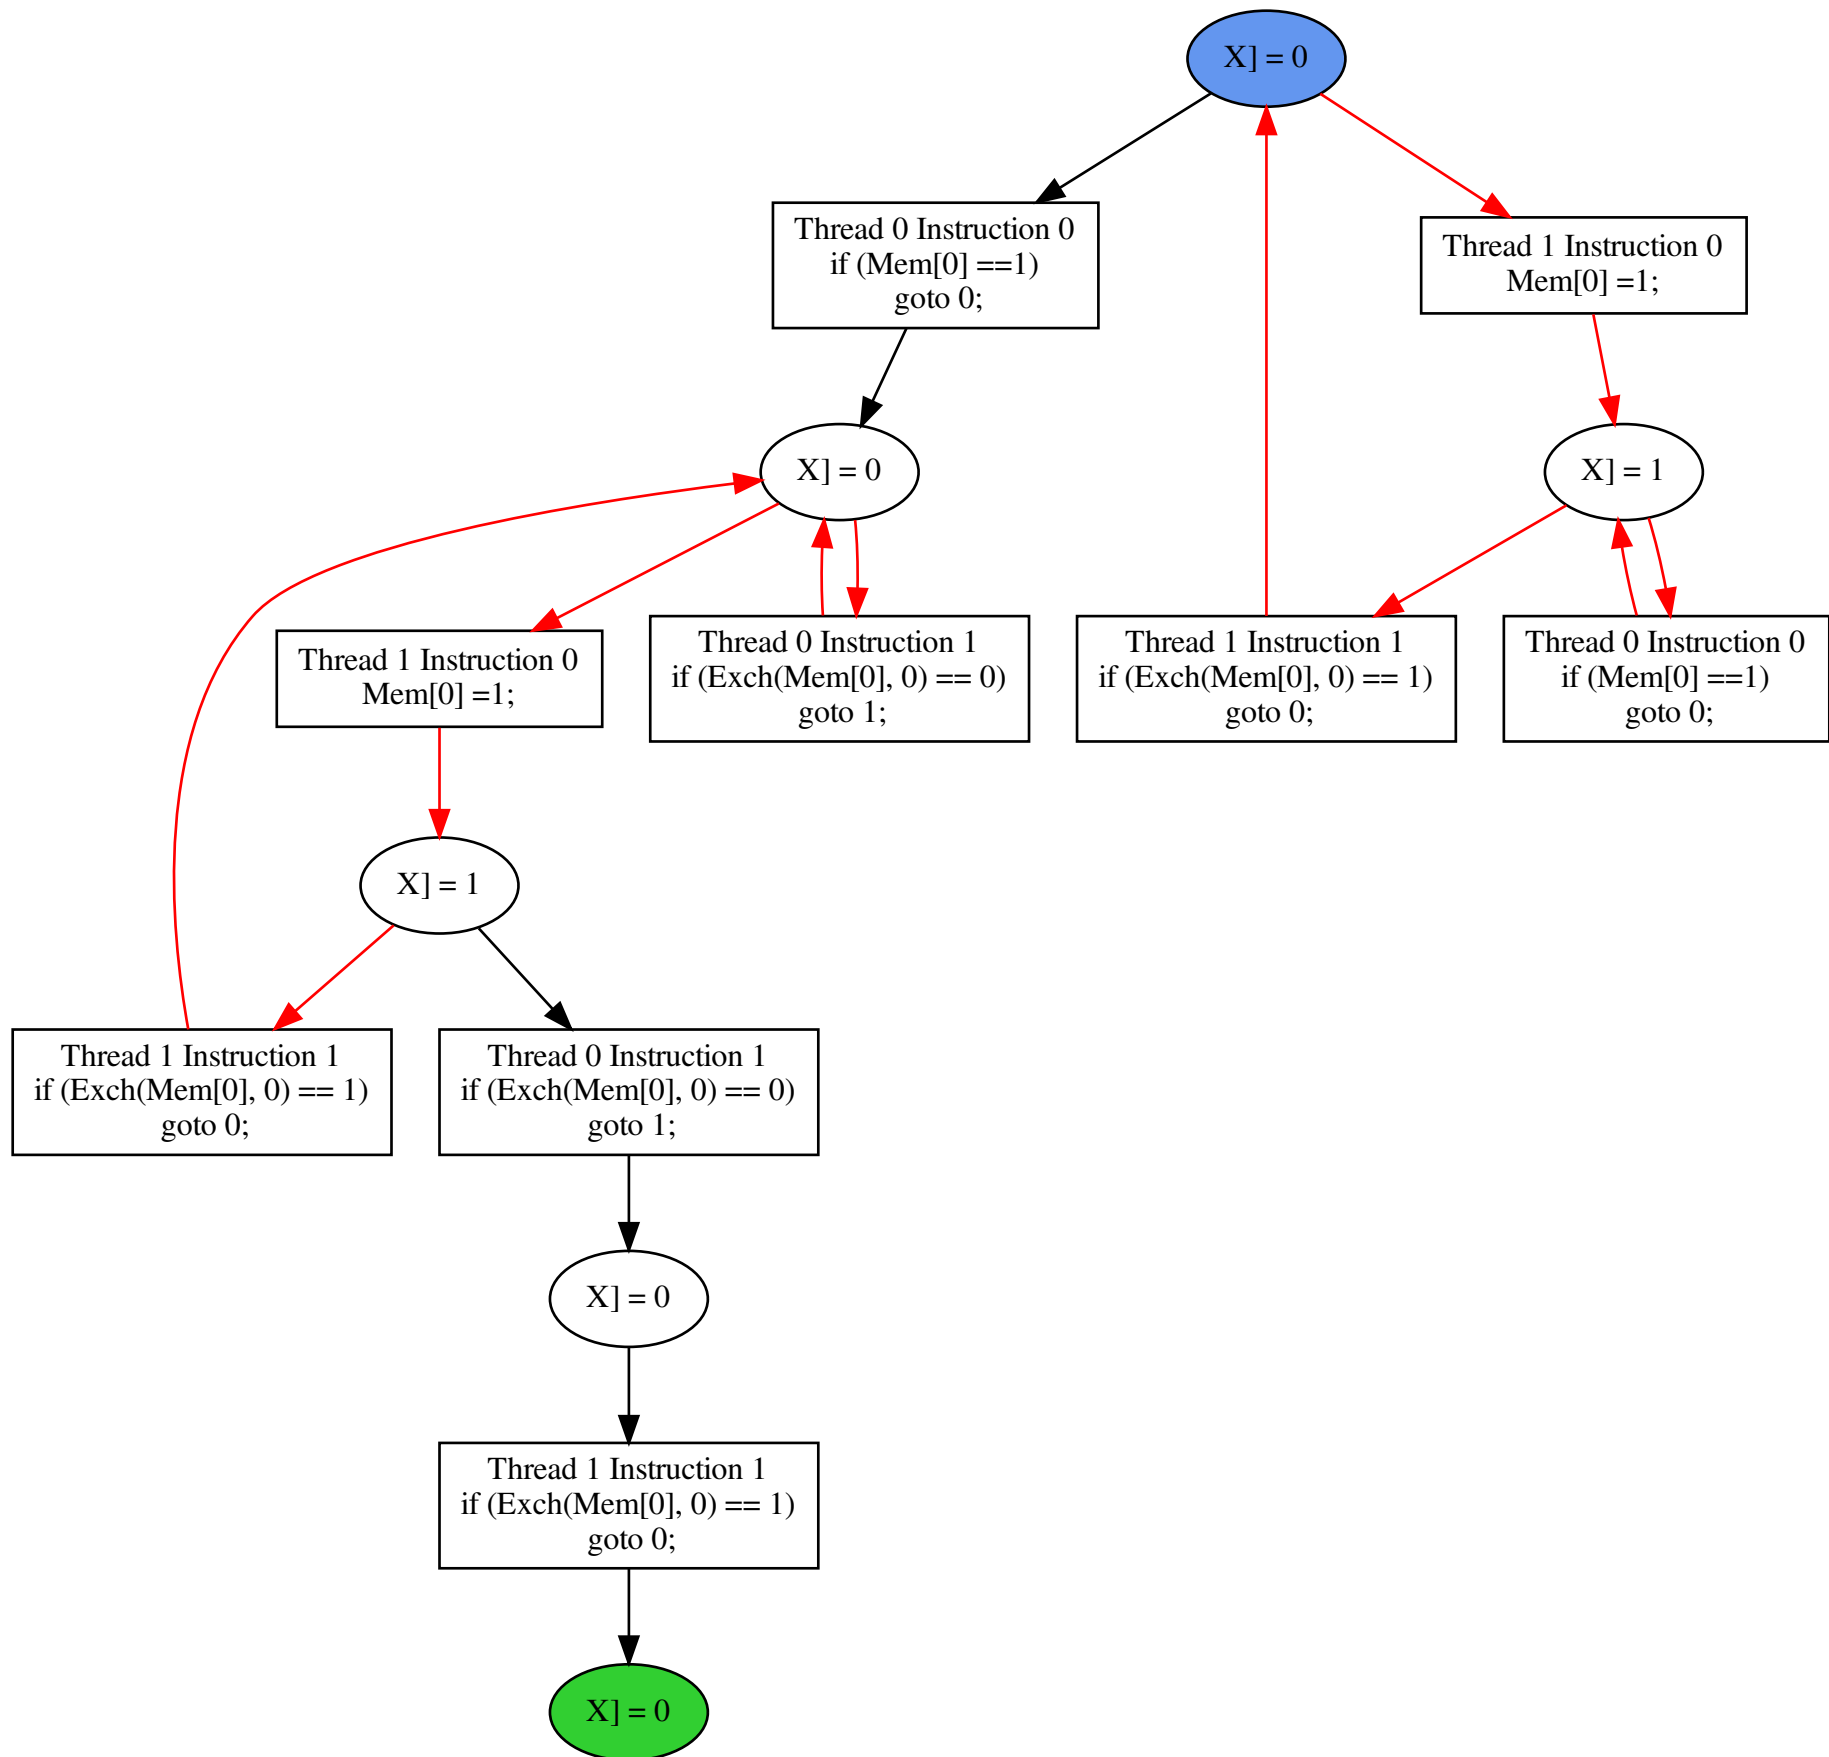 X] = 0
Thread 0 Instruction 0
if (Mem[0] ==1)
goto 0;
Thread 1 Instruction 0
Mem[0] =1;
X] = 0
X] = 1
Thread 1 Instruction 0
Mem[0] =1;
Thread 0 Instruction 1
if (Exch(Mem[0], 0) == 0)
goto 1;
Thread 1 Instruction 1
if (Exch(Mem[0], 0) == 1)
goto 0;
Thread 0 Instruction 0
if (Mem[0] ==1)
goto 0;
X] = 1
Thread 1 Instruction 1
if (Exch(Mem[0], 0) == 1)
goto 0;
Thread 0 Instruction 1
if (Exch(Mem[0], 0) == 0)
goto 1;
X] = 0
Thread 1 Instruction 1
if (Exch(Mem[0], 0) == 1)
goto 0;
X] = 0